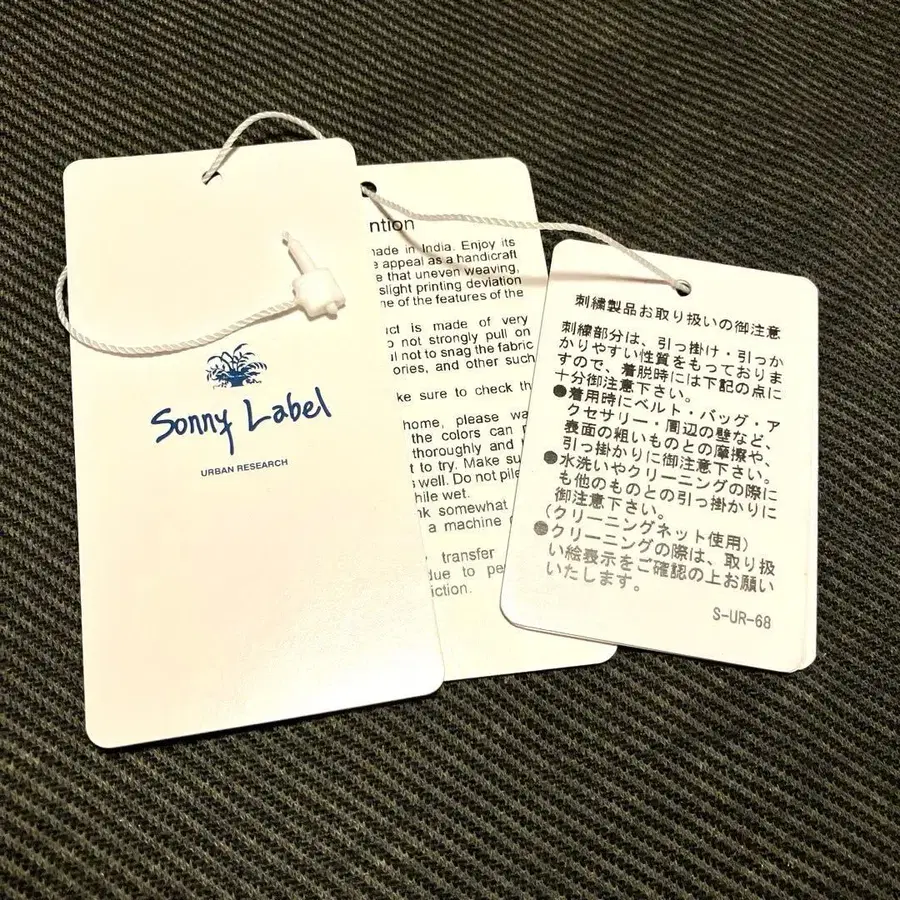 Sonny Label
URBAN RESEARCH
ntion
made in India. Enjoy its
appeal as a handicraft
e that uneven weaving,
slight printing deviation
ne of the features of the
uct is made of very
o not strongly pull on
ul not to snag the fabric
ories, and other such
ke sure to check th
home, please wa
the colors can
thoroughly and
t to try. Make su
well. Do not pile
hile wet.
nk somewhat
a machine
transfer
due to pe
iction.
刺繍製品お取り扱いの御注意
刺繍部分は、引っ掛け・引っか
かりやすい性質をもっておりま
すので、着脱時には下記の点に
十分御注意下さい。
●着用時にベルト・バッグ・ア
クセサリー・周辺の壁など、
表面の粗いものとの摩擦や、
引っ掛かりに御注意下さい。
●水洗いやクリーニングの際に
も他のものとの引っ掛かりに
御注意下さい。
(クリーニングネット使用)
●クリーニングの際は、取り扱
い絵表示をご確認の上お願い
いたします。
S-UR-68